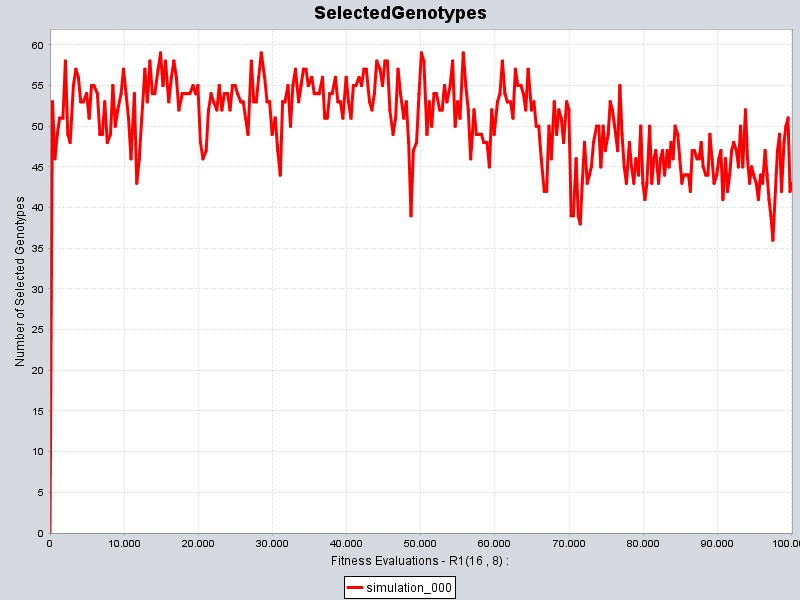 SelectedGenotypes
Number of Selected Genotypes
60
55
50
45
40
35
30
25
20
15
10
5
0
0 10.000 20.000 30.000 40.000 50.000 60.000 70.000 80.000 90.000 100.00
Fitness Evaluations - R1(16 , 8) :
simulation_000